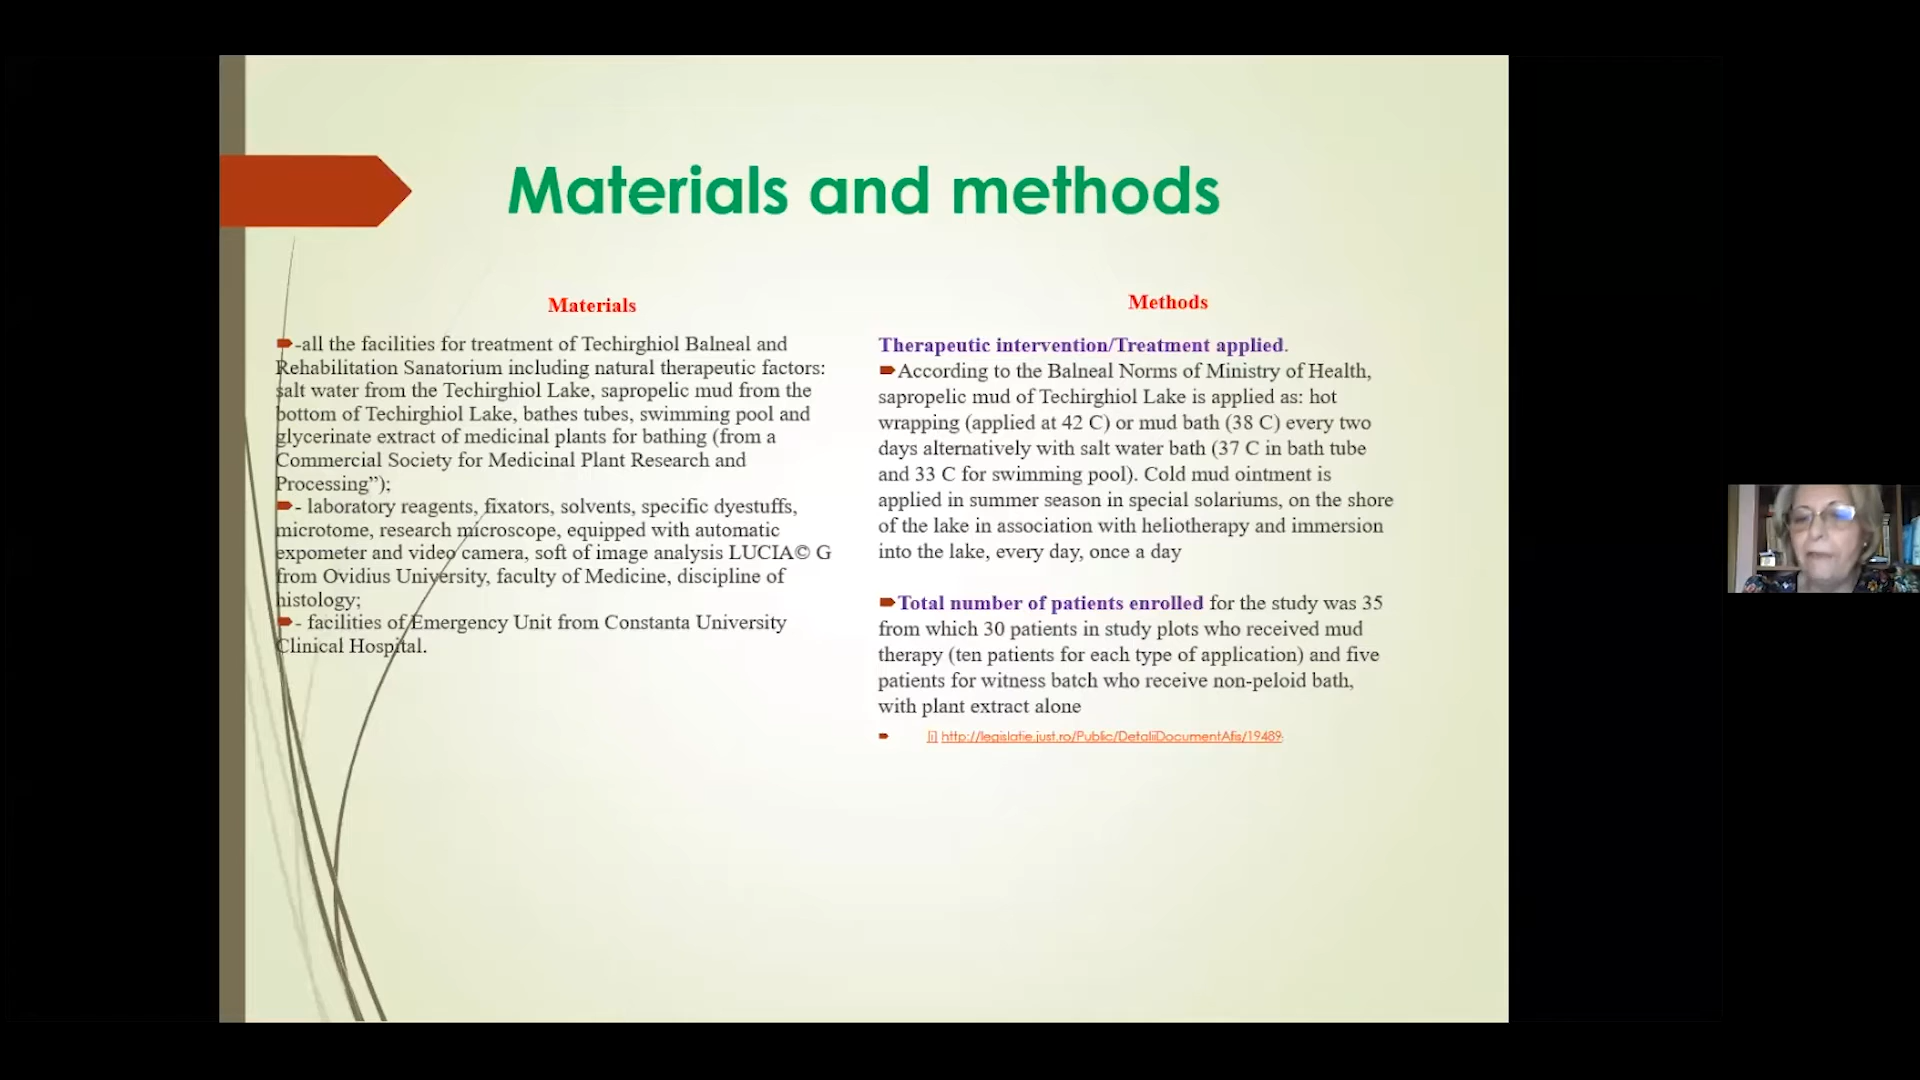 Materials and methods
Materials
-all the facilities for treatment of Techirghiol Balneal and
Rehabilitation Sanatorium including natural therapeutic factors:
salt water from the Techirghiol Lake, sapropelic mud from the
bottom of Techirghiol Lake, bathes tubes, swimming pool and
glycerinate extract of medicinal plants for bathing (from a
Commercial Society for Medicinal Plant Research and
Processing”);
- laboratory reagents, fixators, solvents, specific dyestuffs,
microtome, research microscope, equipped with automatic
expometer and video camera, soft of image analysis LUCIA© G
from Ovidius University, faculty of Medicine, discipline of
histology;
- facilities of Emergency Unit from Constanta University
Clinical Hospital.
Methods
Therapeutic intervention/Treatment applied.
According to the Balneal Norms of Ministry of Health,
sapropelic mud of Techirghiol Lake is applied as: hot
wrapping (applied at 42 C) or mud bath (38 C) every two
days alternatively with salt water bath (37 C in bath tube
and 33 C for swimming pool). Cold mud ointment is
applied in summer season in special solariums, on the shore
of the lake in association with heliotherapy and immersion
into the lake, every day, once a day
Total number of patients enrolled for the study was 35
from which 30 patients in study plots who received mud
therapy (ten patients for each type of application) and five
patients for witness batch who receive non-peloid bath,
with plant extract alone
[i] http://legislatie.just.ro/Public/DetaliiDocumentAfis/19489